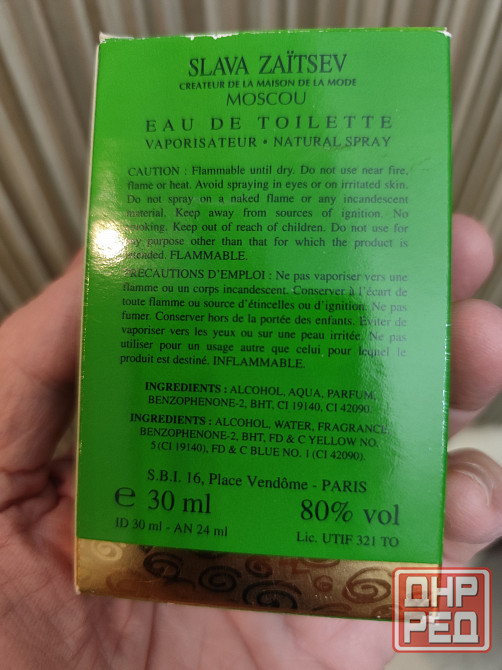 SLAVA ZAÏTSEV
CREATEUR DE LA MAISON DE LA MODE
MOSCOU
EAU DE TOILETTE
VAPORISATEUR • NATURAL SPRAY
CAUTION : Flammable until dry. Do not use near fire,
flame or heat. Avoid spraying in eyes or on irritated skin.
Do not spray on a naked flame or any incandescent
material. Keep away from sources of ignition. No
smoking. Keep out of reach of children. Do not use for
any purpose other than that for which the product is
intended. FLAMMABLE.
PRECAUTIONS D'EMPLOI : Ne pas vaporiser vers une
flamme ou un corps incandescent. Conserver à l'écart de
toute flamme ou source d'étincelles ou d'ignition. Ne pas
fumer. Conserver hors de la portée des enfants. Eviter de
vaporiser vers les yeux ou sur une peau irritée. Ne pas
utiliser pour un usage autre que celui pour lequel le
produit est destiné. INFLAMMABLE.
INGREDIENTS : ALCOHOL, AQUA, PARFUM,
BENZOPHENONE-2, BHT, CI 19140, CI 42090.
INGREDIENTS : ALCOHOL, WATER, FRAGRANCE,
BENZOPHENONE-2, BHT, FD & C YELLOW NO.
5 (CI 19140), FD & C BLUE NO. 1 (CI 42090).
S.B.I. 16, Place Vendôme - PARIS
e 30 ml 80% vol
ID 30 ml - AN 24 ml Lic. UTIF 321 TO
ДНР
РЕД